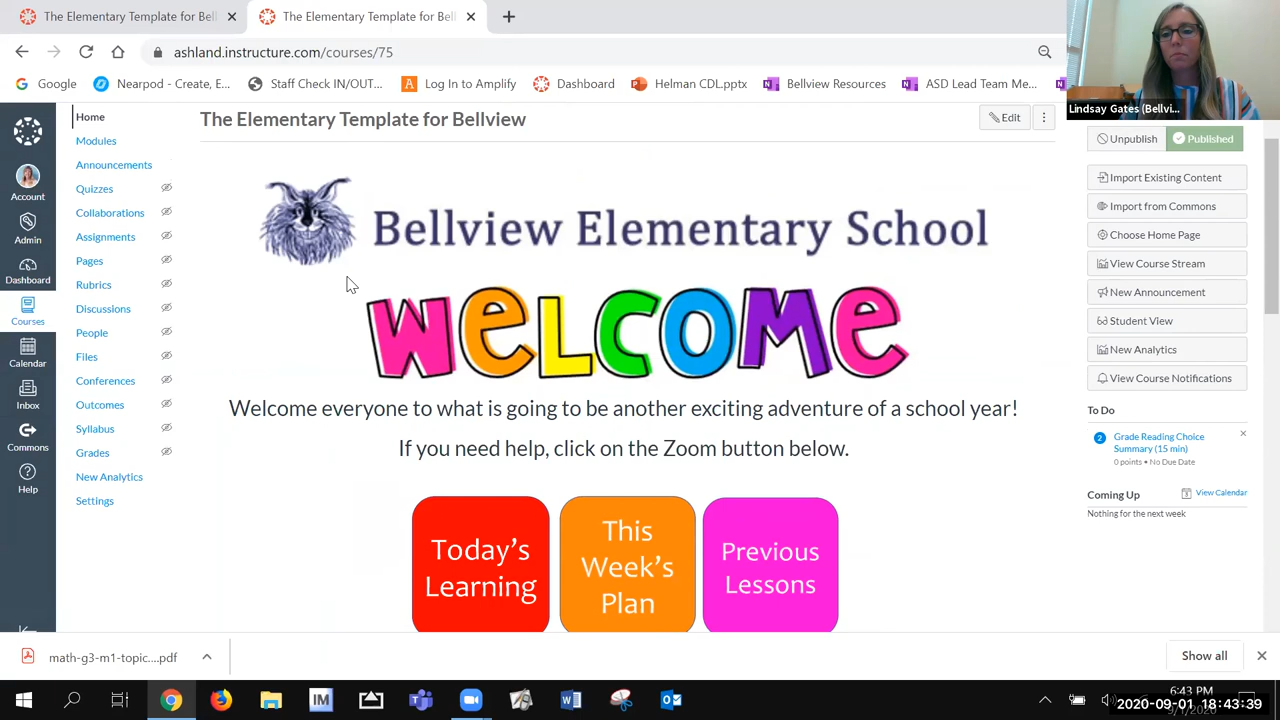 The Elementary Template for Bell
The Elementary Template for Bell
ashland.instructure.com/courses/75
Google
Nearpod - Create, E...
Staff Check IN/OUT...
Log In to Amplify
Dashboard
Helman CDL.pptx
Bellview Resources
ASD Lead Team Me...
Lindsay Gates (Bellvi...
Account
Admin
Dashboard
Courses
Calendar
Inbox
Commons
Help
Home
Modules
Announcements
Quizzes
Collaborations
Assignments
Pages
Rubrics
Discussions
People
Files
Conferences
Outcomes
Syllabus
Grades
New Analytics
Settings
The Elementary Template for Bellview
Edit
Bellview Elementary School
WeLCOMe
Welcome everyone to what is going to be another exciting adventure of a school year!
If you need help, click on the Zoom button below.
Today's
Learning
This
Week's
Plan
Previous
Lessons
Unpublish
Published
Import Existing Content
Import from Commons
Choose Home Page
View Course Stream
New Announcement
Student View
New Analytics
View Course Notifications
To Do
2
Grade Reading Choice
Summary (15 min)
0 points • No Due Date
Coming Up
View Calendar
Nothing for the next week
math-g3-m1-topic....pdf
Show all
IM
6:43 PM
2020-09-01 18:43:39